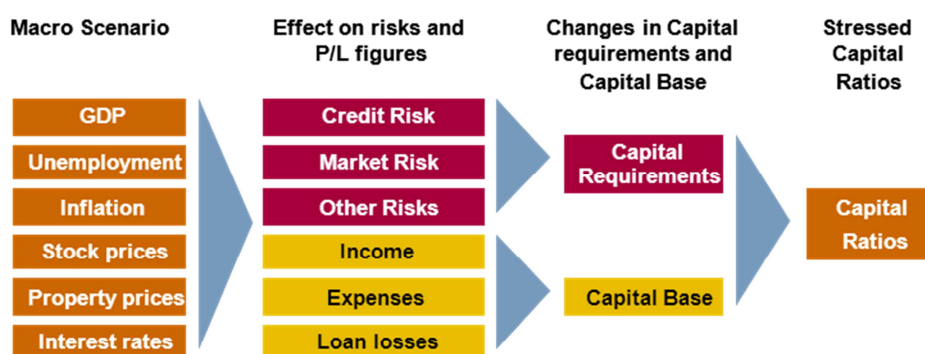 Macro Scenario
Effect on risks and
P/L figures
Changes in Capital
requirements and
Capital Base
Stressed
Capital
Ratios
GDP
Unemployment
Inflation
Stock prices
Property prices
Interest rates
Credit Risk
Market Risk
Other Risks
Income
Expenses
Loan losses
Capital
Requirements
Capital Base
Capital
Ratios